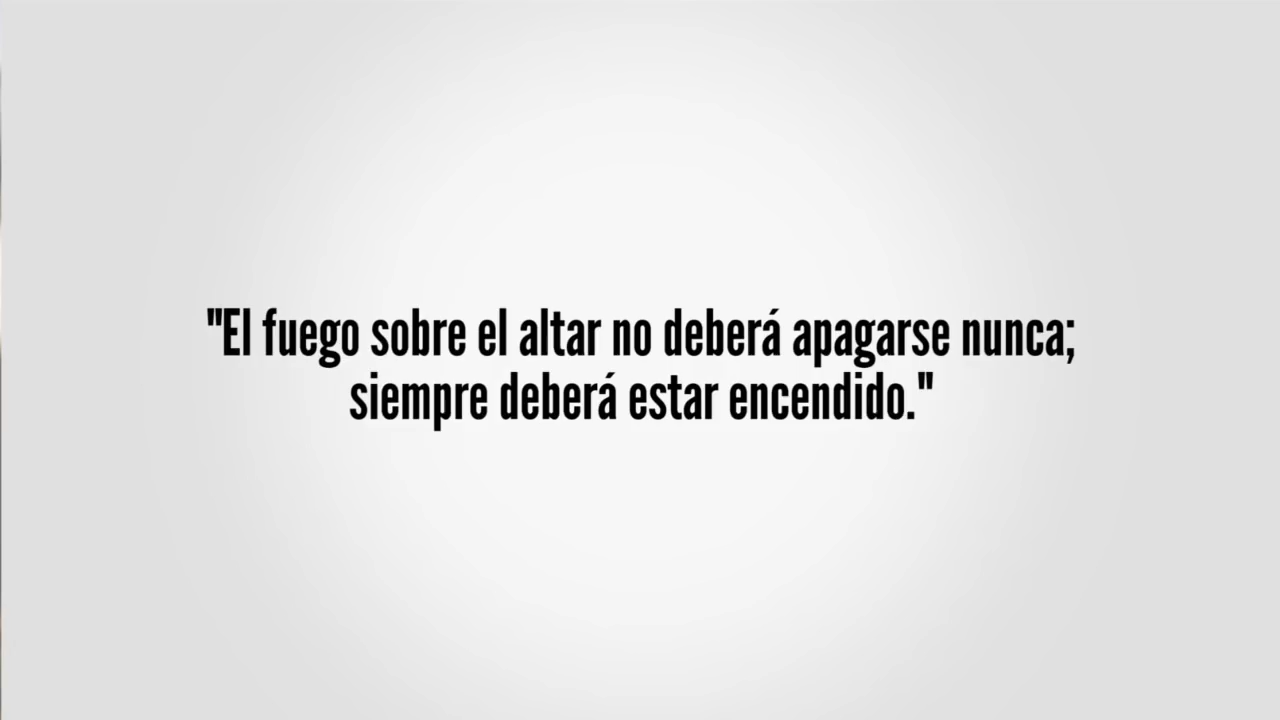 "El fuego sobre el altar no deberá apagarse nunca;
siempre deberá estar encendido."